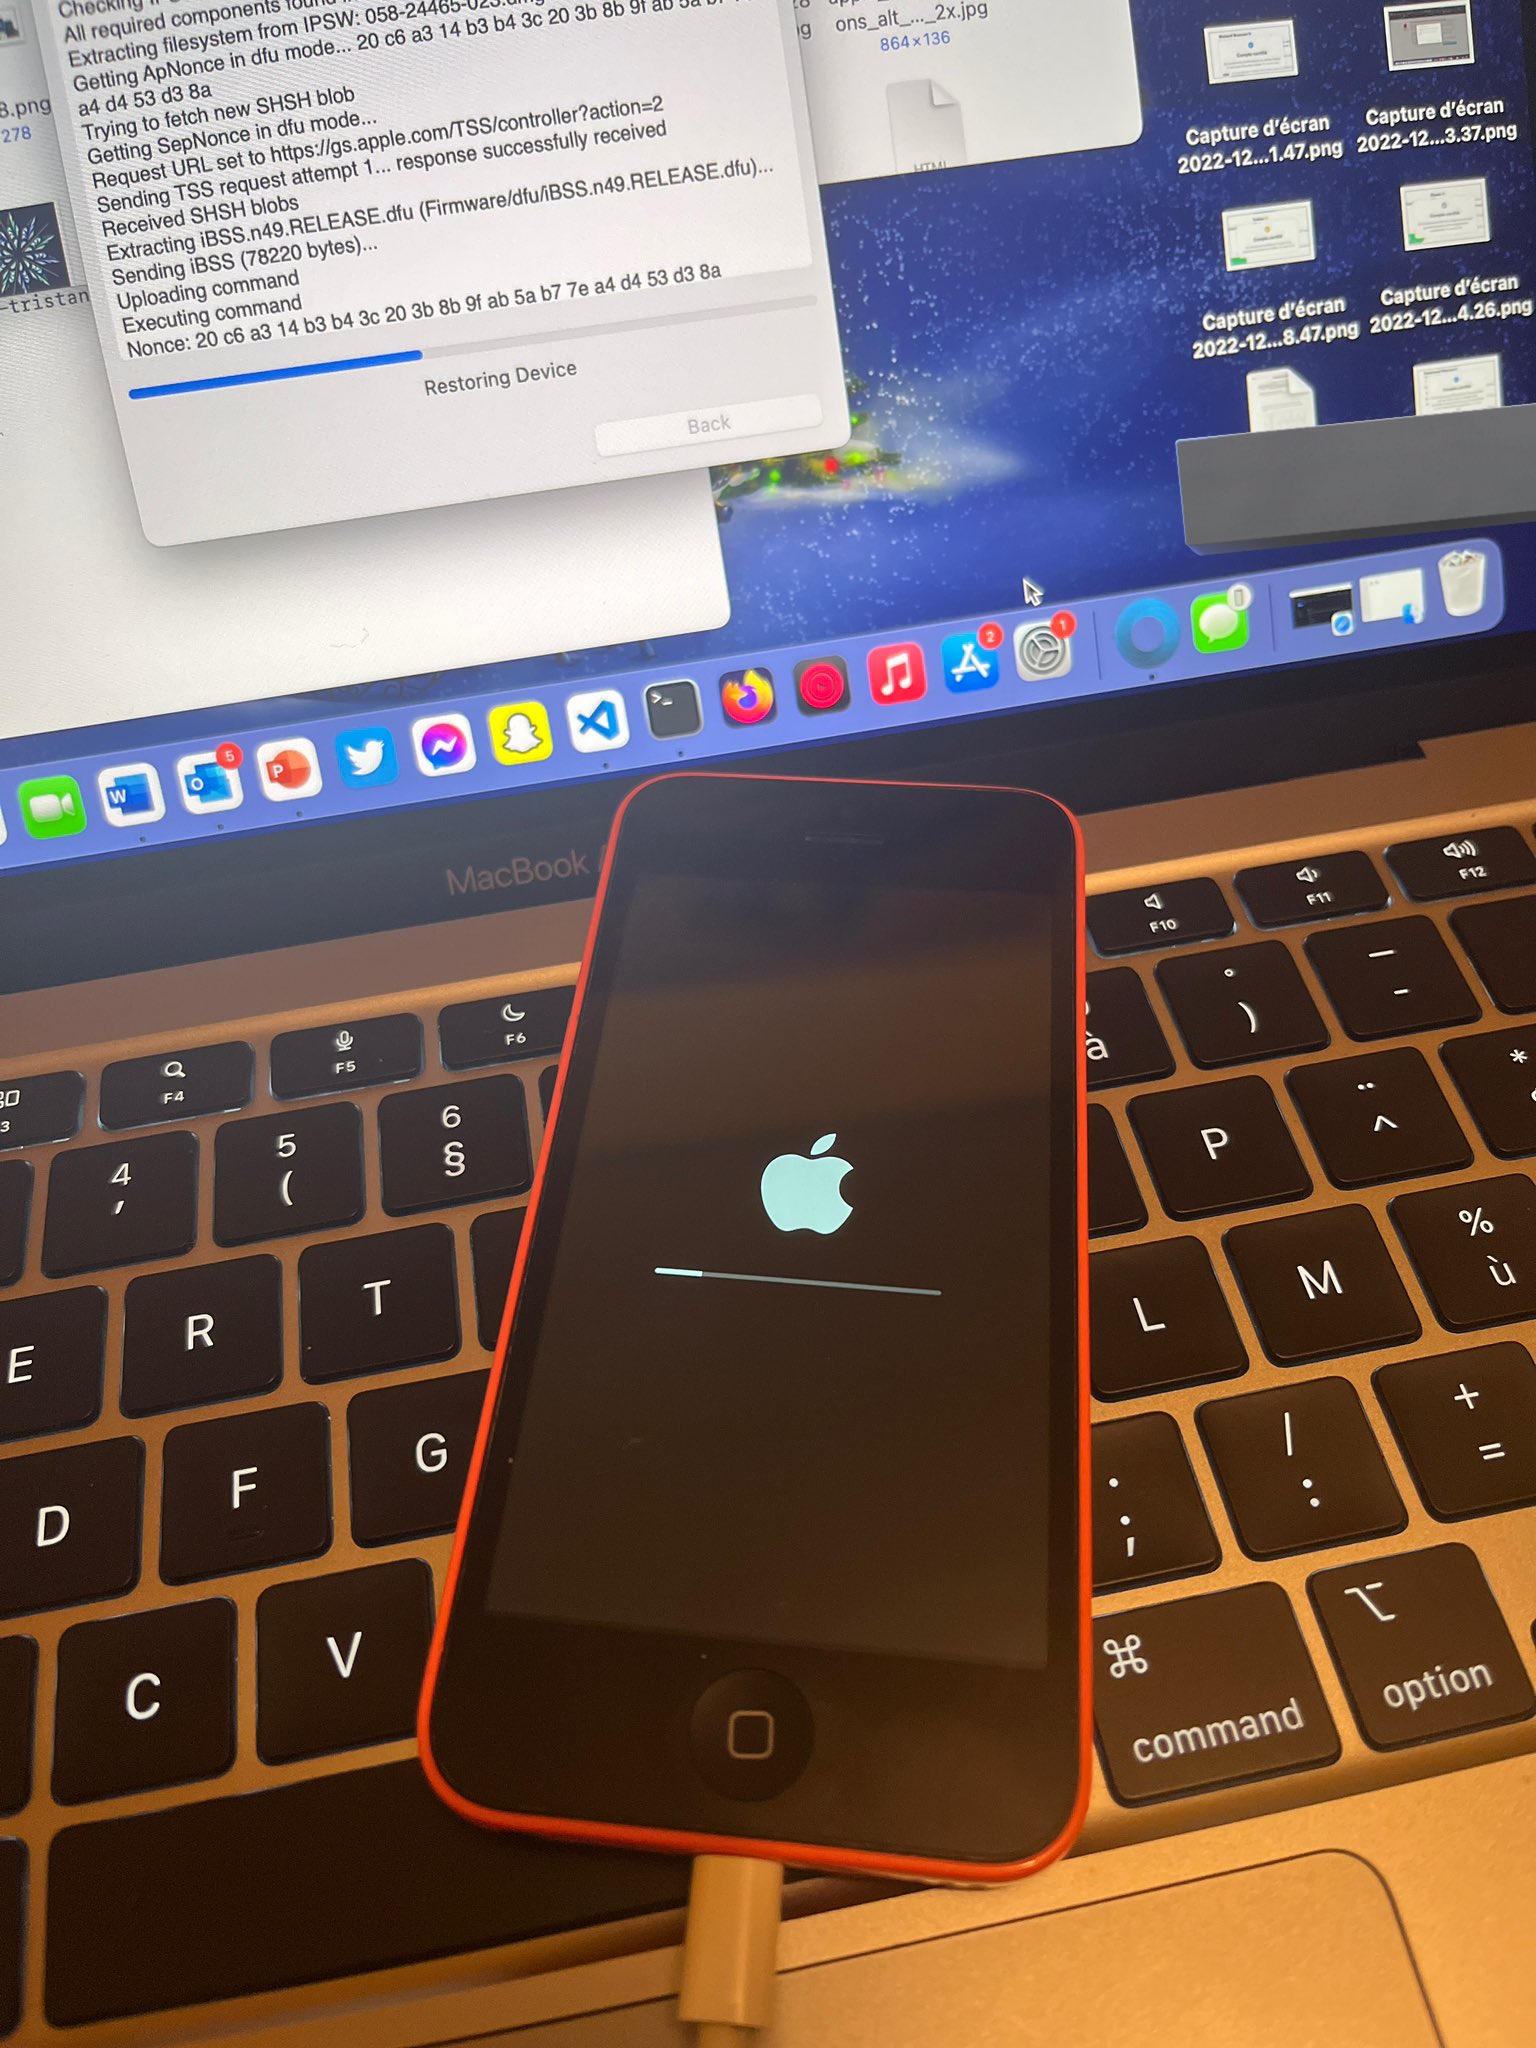 All required components found
Extracting filesystem from IPSW: 058-24465-023.dmg
Getting ApNonce in dfu mode... 20 c6 a3 14 b3 b4 3c 20 3b 8b 9f ab 5a b7
a4 d4 53 d3 8a
Trying to fetch new SHSH blob
Getting SepNonce in dfu mode...
Request URL set to https://gs.apple.com/TSS/controller?action=2
Sending TSS request attempt 1... response successfully received
Received SHSH blobs
Extracting iBSS.n49.RELEASE.dfu (Firmware/dfu/iBSS.n49.RELEASE.dfu)...
Sending iBSS (78220 bytes)...
Uploading command
Executing command
Nonce: 20 c6 a3 14 b3 b4 3c 20 3b 8b 9f ab 5a b7 7e a4 d4 53 d3 8a
Restoring Device
Back
8.png
278
-tristan
ons_alt_..._2x.jpg
864×136
HTML
Capture d'écran
2022-12...1.47.png
Capture d'écran
2022-12...3.37.png
Capture d'écran
2022-12...8.47.png
Capture d'écran
2022-12...4.26.png
W
O
5
P
2
1
MacBook
3
F4
F5
F6
F10
F11
F12
4
'
5
(
6
§
à
°
)
_
-
E
R
T
P
¨
^
*
D
F
G
L
M
%
ù
C
V
.
;
/
:
+
=
⌘
command
⌥
option